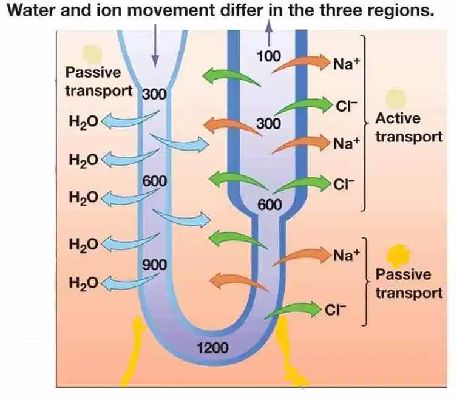 Water and ion movement differ in the three regions.
Passive
transport
H₂O
H₂O
H₂O
H₂O
H₂O
300
600
900
1200
100
300
600
Na⁺
Cl⁻
Na⁺
Cl⁻
Active
transport
Na⁺
Cl⁻
Passive
transport